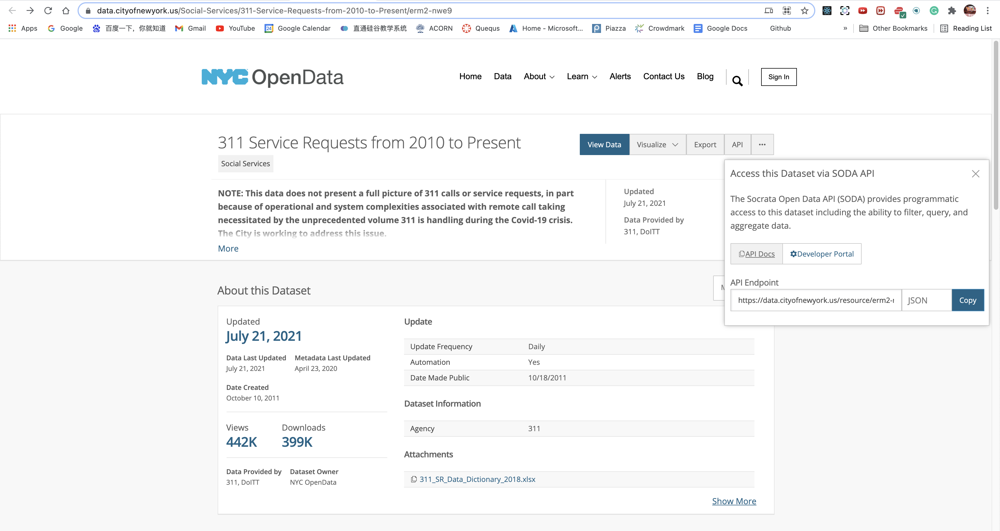 data.cityofnewyork.us/Social-Services/311-Service-Requests-from-2010-to-Present/erm2-nwe9
Apps Google 百度一下，你就知道 Gmail YouTube 24 Google Calendar 直通硅谷教学系统 ACORN Quequs Home - Microsoft... Piazza Crowdmark Google Docs Github » Other Bookmarks Reading List
NYC OpenData
Home Data About Learn Alerts Contact Us Blog Sign In
311 Service Requests from 2010 to Present
View Data Visualize Export API ...
Social Services
NOTE: This data does not present a full picture of 311 calls or service requests, in part
because of operational and system complexities associated with remote call taking
necessitated by the unprecedented volume 311 is handling during the Covid-19 crisis.
The City is working to address this issue.
More
Updated
July 21, 2021
Data Provided by
311, DoITT
Access this Dataset via SODA API
The Socrata Open Data API (SODA) provides programmatic
access to this dataset including the ability to filter, query, and
aggregate data.
API Docs Developer Portal
API Endpoint
https://data.cityofnewyork.us/resource/erm2-r JSON Copy
About this Dataset
Updated
July 21, 2021
Data Last Updated Metadata Last Updated
July 21, 2021 April 23, 2020
Date Created
October 10, 2011
Views Downloads
442K 399K
Data Provided by Dataset Owner
311, DoITT NYC OpenData
Update
Update Frequency Daily
Automation Yes
Date Made Public 10/18/2011
Dataset Information
Agency 311
Attachments
311_SR_Data_Dictionary_2018.xlsx
Show More